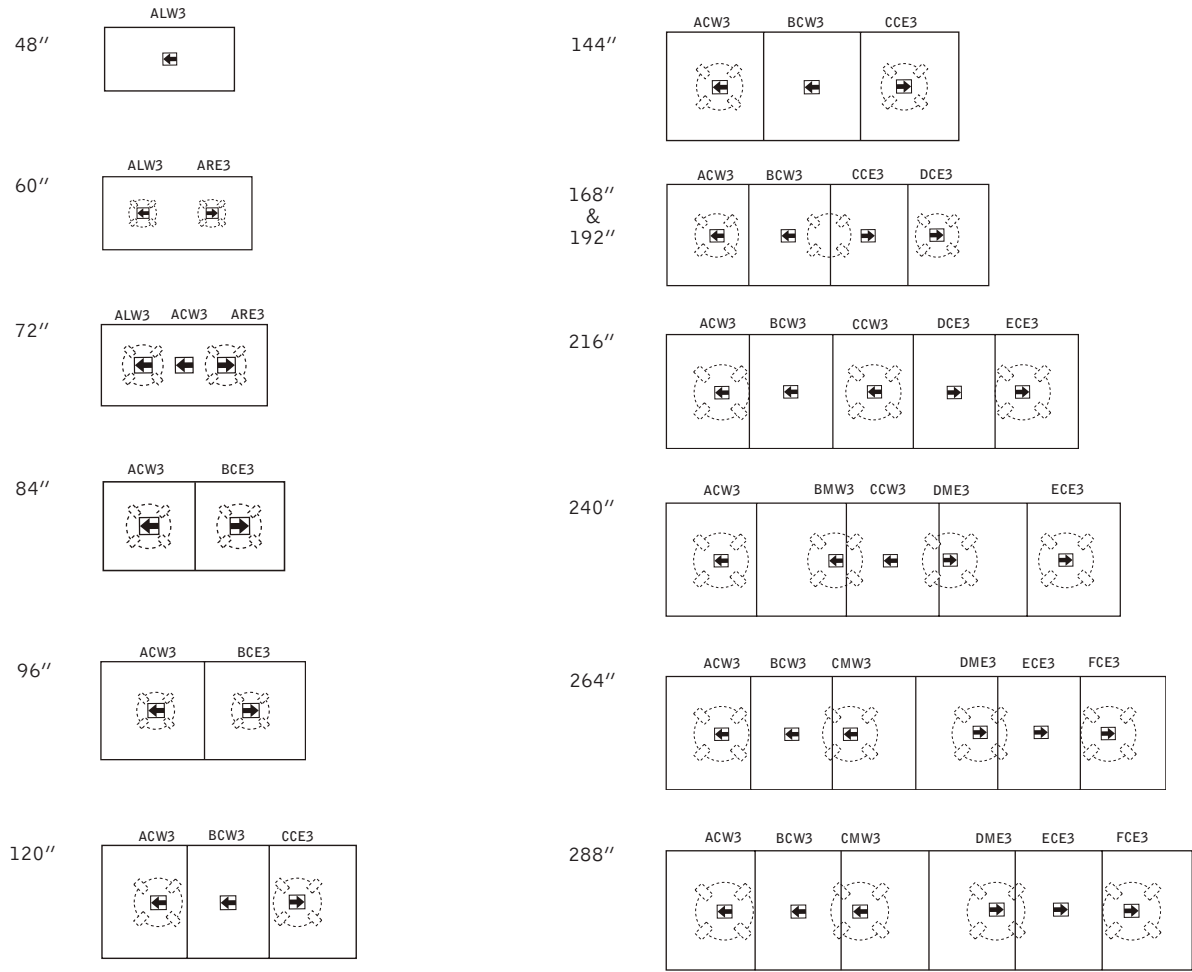 48″
ALW3
60″
ALW3 ARE3
72″
ALW3 ACW3 ARE3
84″
ACW3 BCE3
96″
ACW3 BCE3
120″
ACW3 BCW3 CCE3
144″
ACW3 BCW3 CCE3
168″
&
192″
ACW3 BCW3 CCE3 DCE3
216″
ACW3 BCW3 CCW3 DCE3 ECE3
240″
ACW3 BMW3 CCW3 DME3 ECE3
264″
ACW3 BCW3 CMW3 DME3 ECE3 FCE3
288″
ACW3 BCW3 CMW3 DME3 ECE3 FCE3